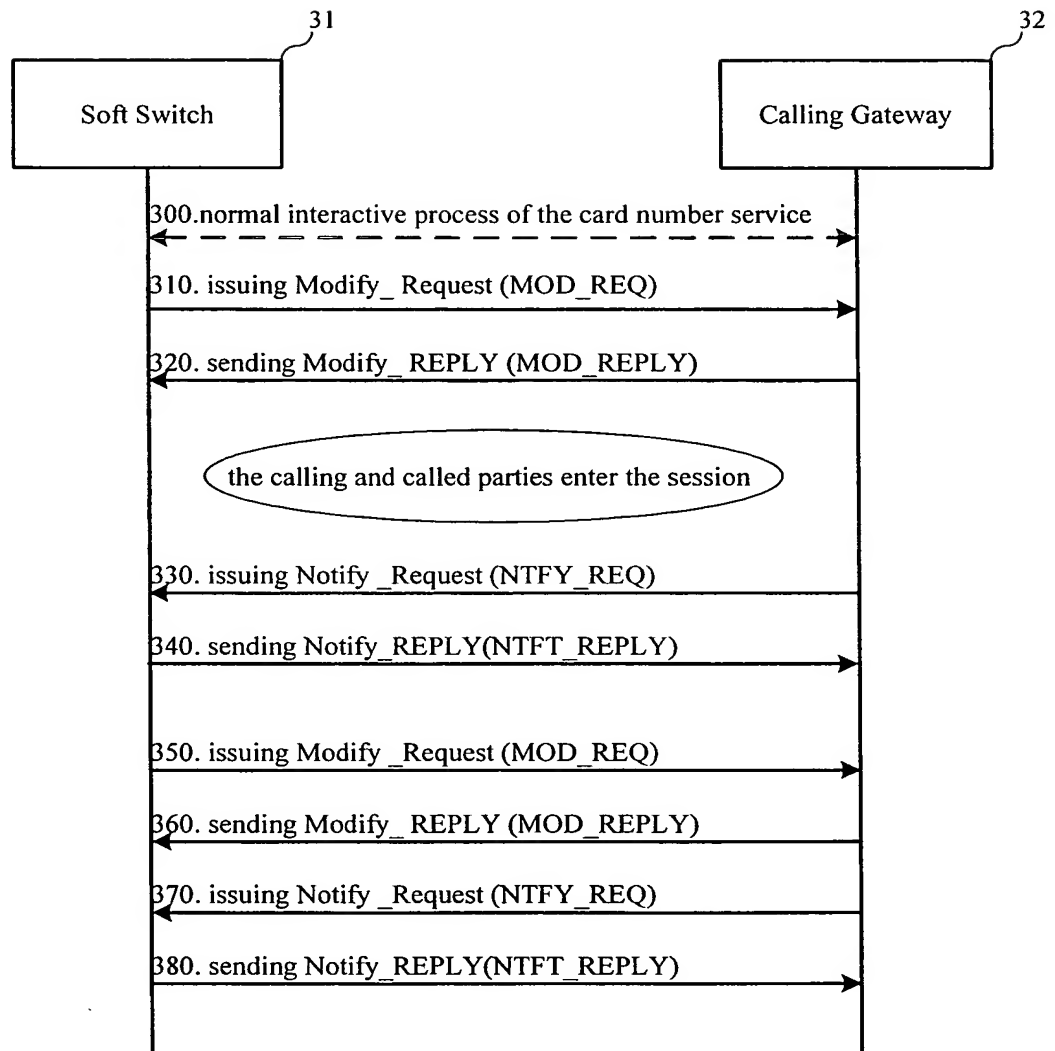 31
32
Soft Switch
Calling Gateway
300.normal interactive process of the card number service
310. issuing Modify_ Request (MOD_REQ)
320. sending Modify_ REPLY (MOD_REPLY)
the calling and called parties enter the session
330. issuing Notify _Request (NTFY_REQ)
340. sending Notify_REPLY(NTFT_REPLY)
350. issuing Modify _Request (MOD_REQ)
360. sending Modify_ REPLY (MOD_REPLY)
370. issuing Notify _Request (NTFY_REQ)
380. sending Notify_REPLY(NTFT_REPLY)